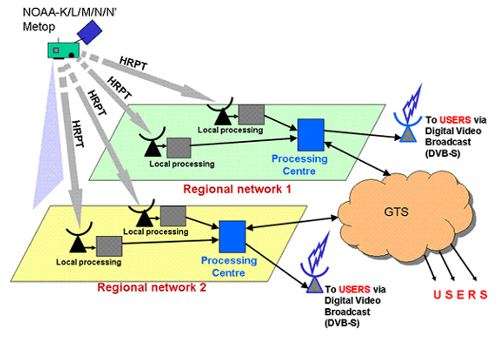 NOAA-K/L/M/N/N'
Metop
HRPT
HRPT
HRPT
HRPT
Local processing
Local processing
Processing
Centre
To USERS via
Digital Video
Broadcast
(DVB-S)
Regional network 1
GTS
Local processing
Local processing
Processing
Centre
Regional network 2
To USERS via
Digital Video
Broadcast
(DVB-S)
U S E R S